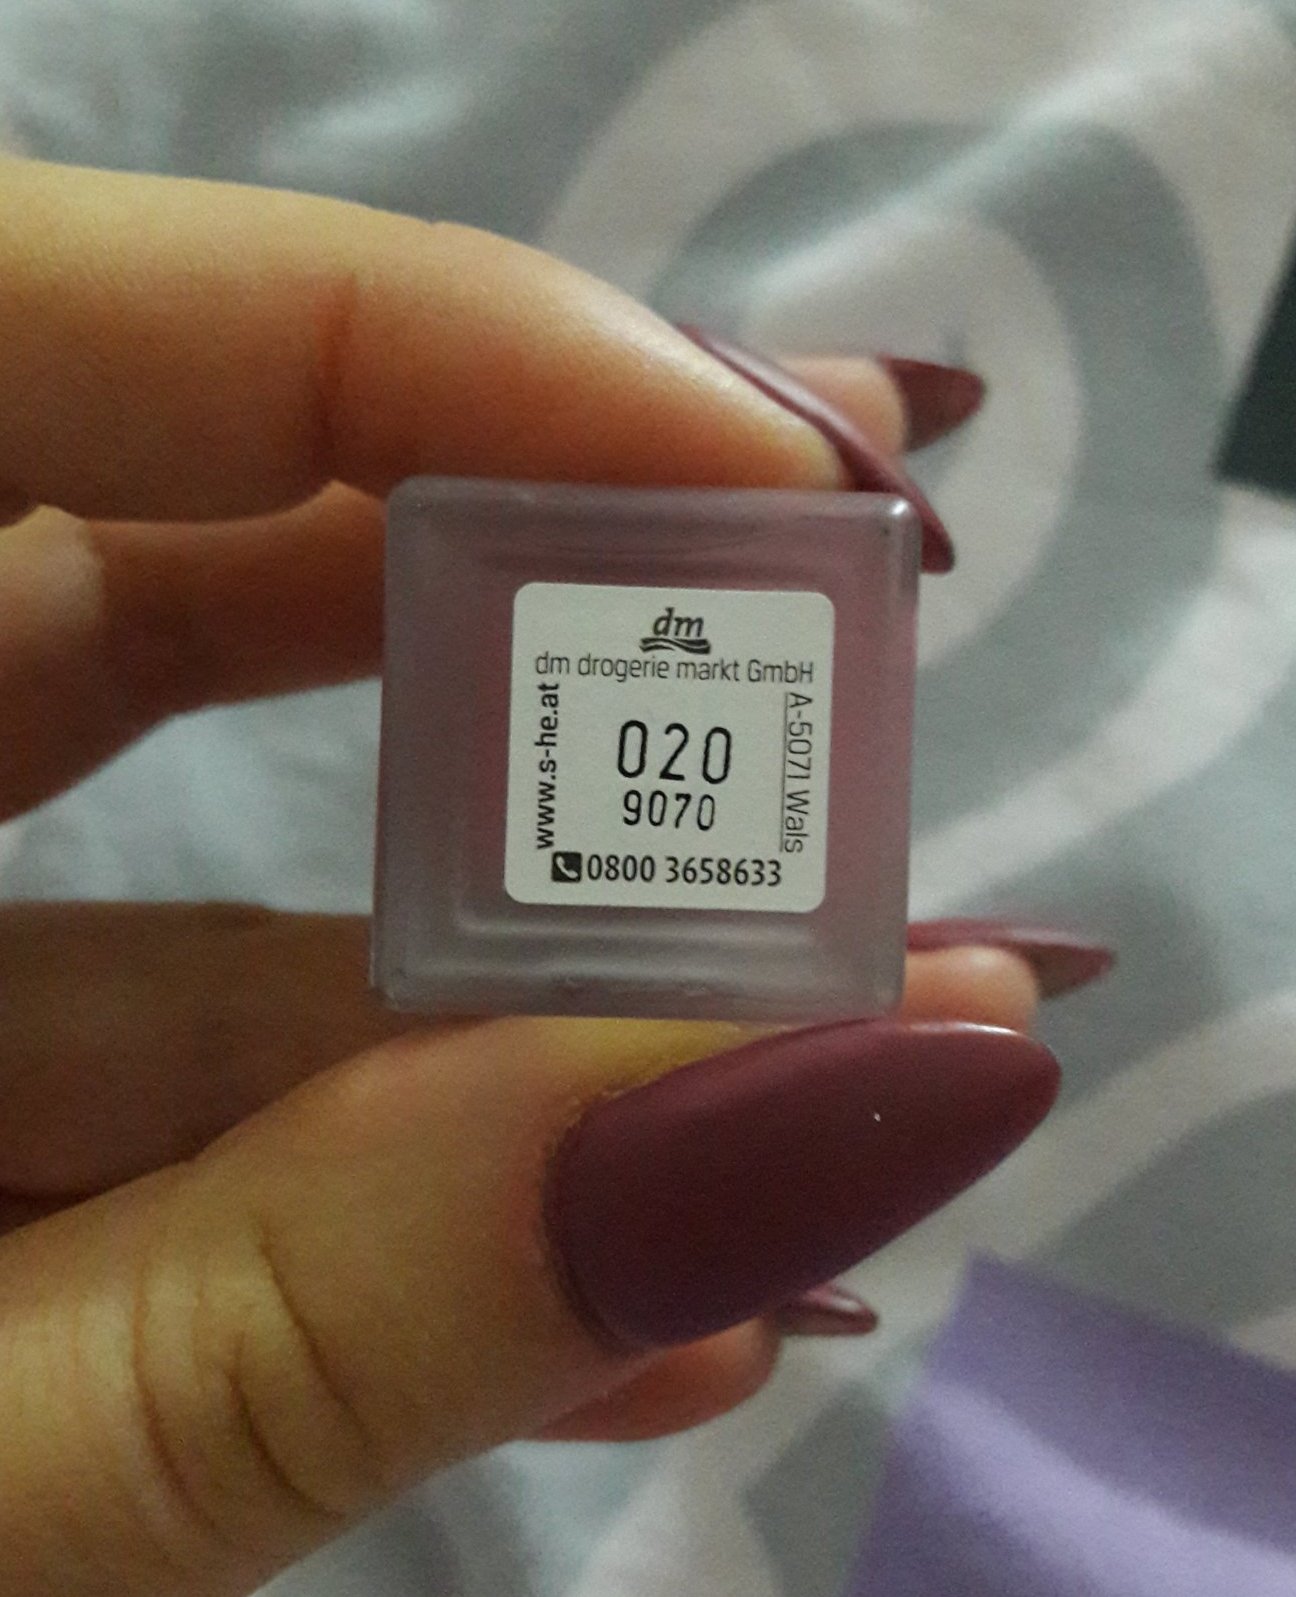 dm
dm drogerie markt GmbH
www.s-he.at
A-5071 Wals
020
9070
0800 3658633